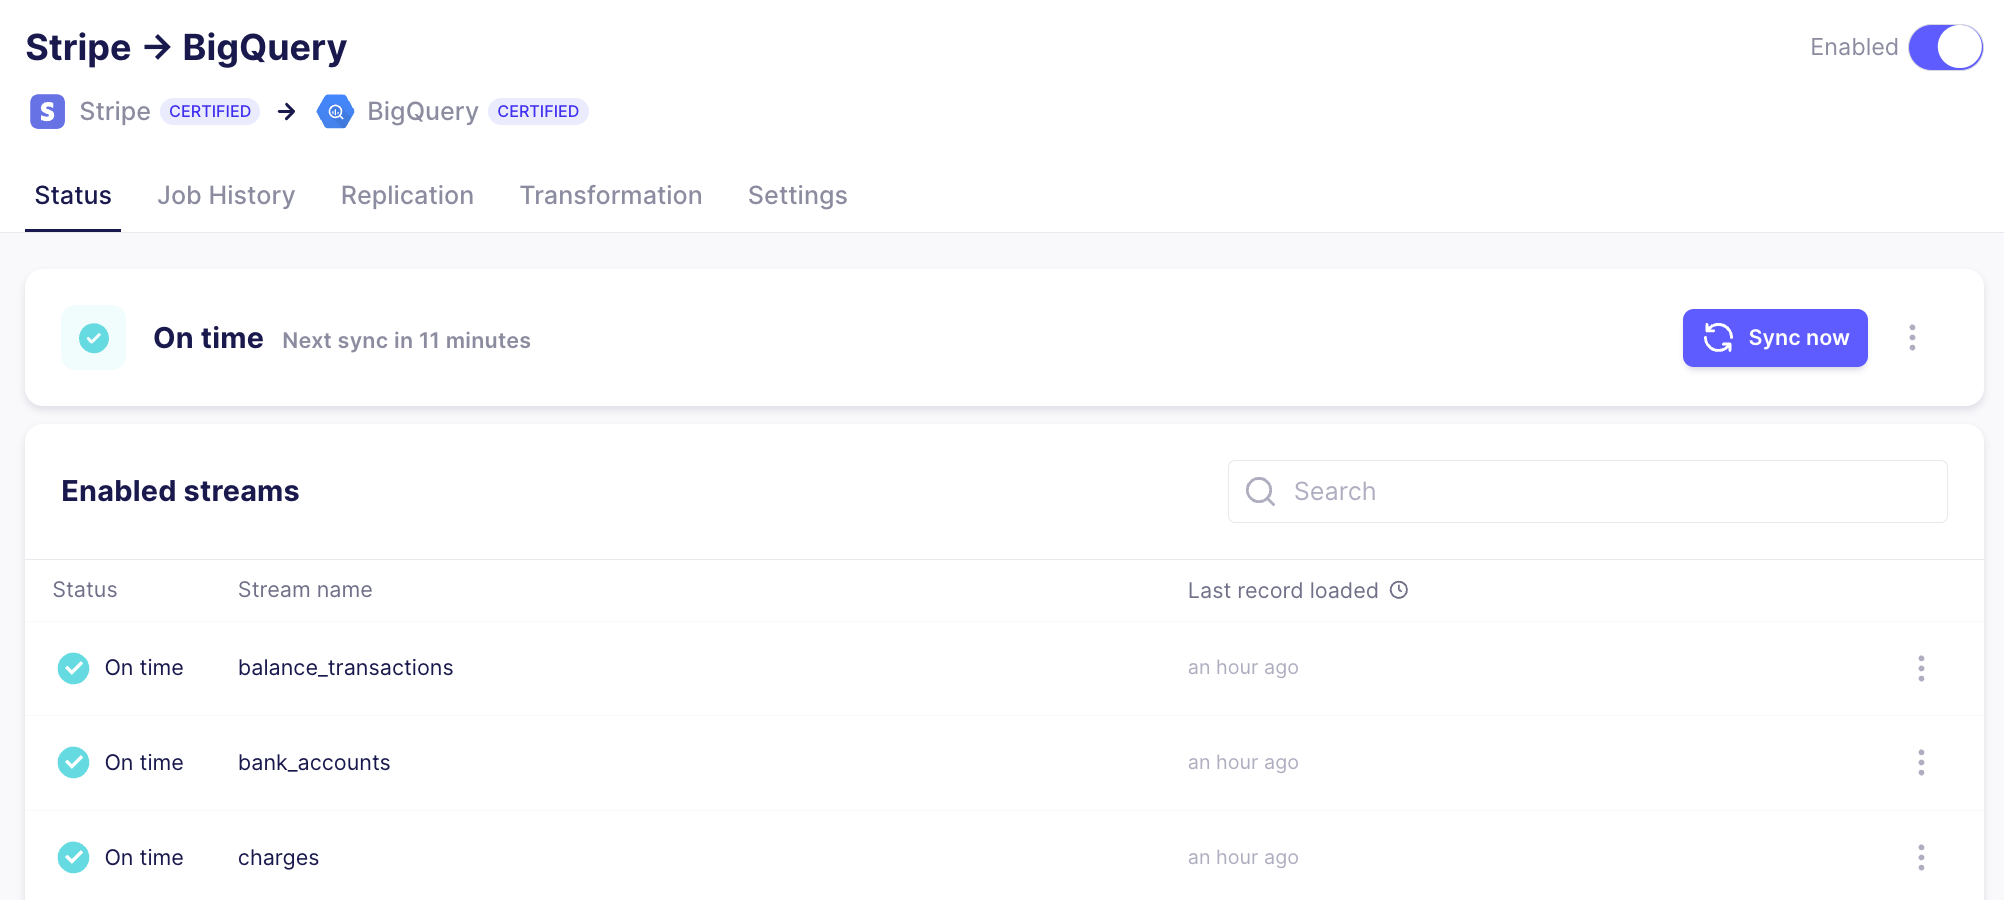 Stripe → BigQuery
Enabled
S Stripe CERTIFIED → BigQuery CERTIFIED
Status Job History Replication Transformation Settings
On time Next sync in 11 minutes Sync now
Enabled streams Search
Status Stream name Last record loaded
On time balance_transactions an hour ago
On time bank_accounts an hour ago
On time charges an hour ago